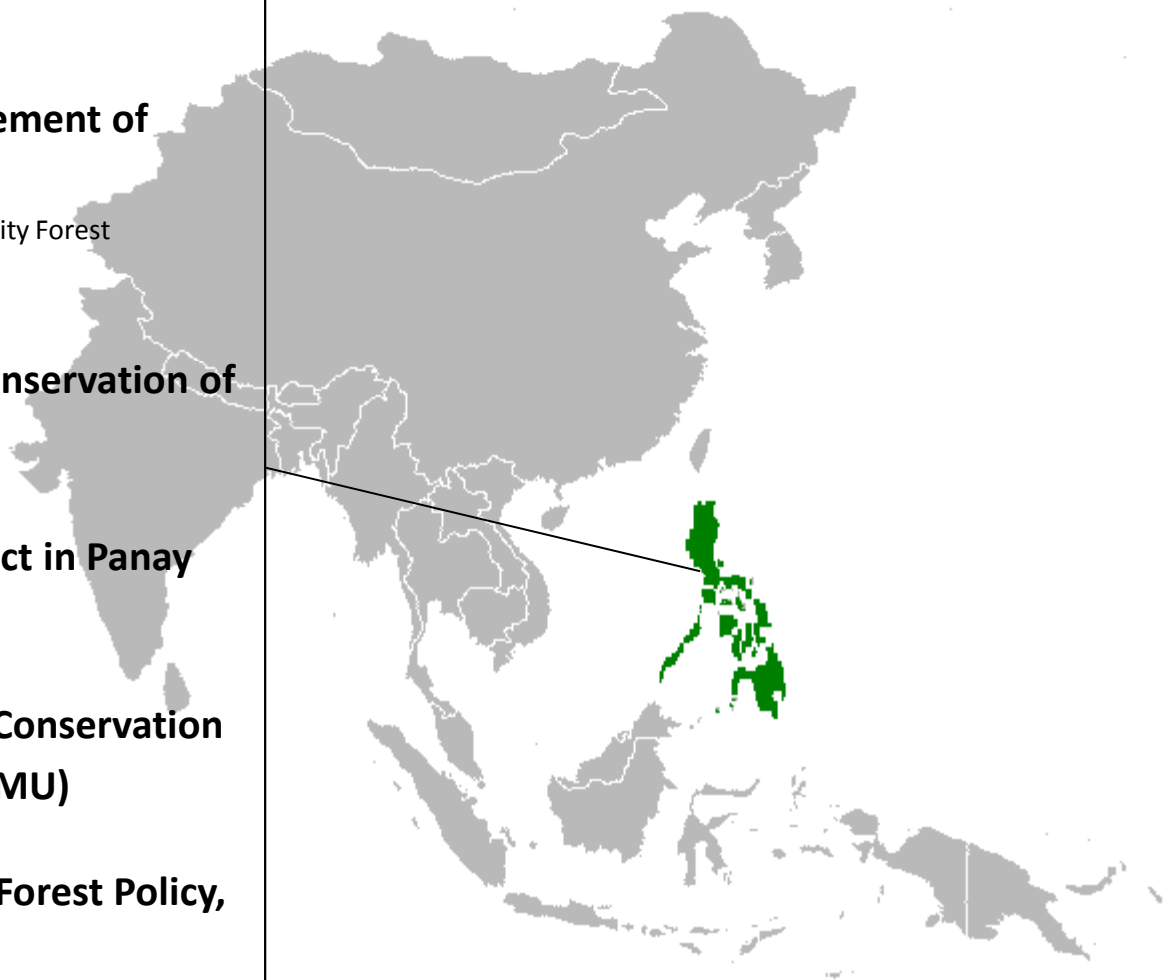 ement of
ity Forest
nservation of
ct in Panay
Conservation
MU)
Forest Policy,